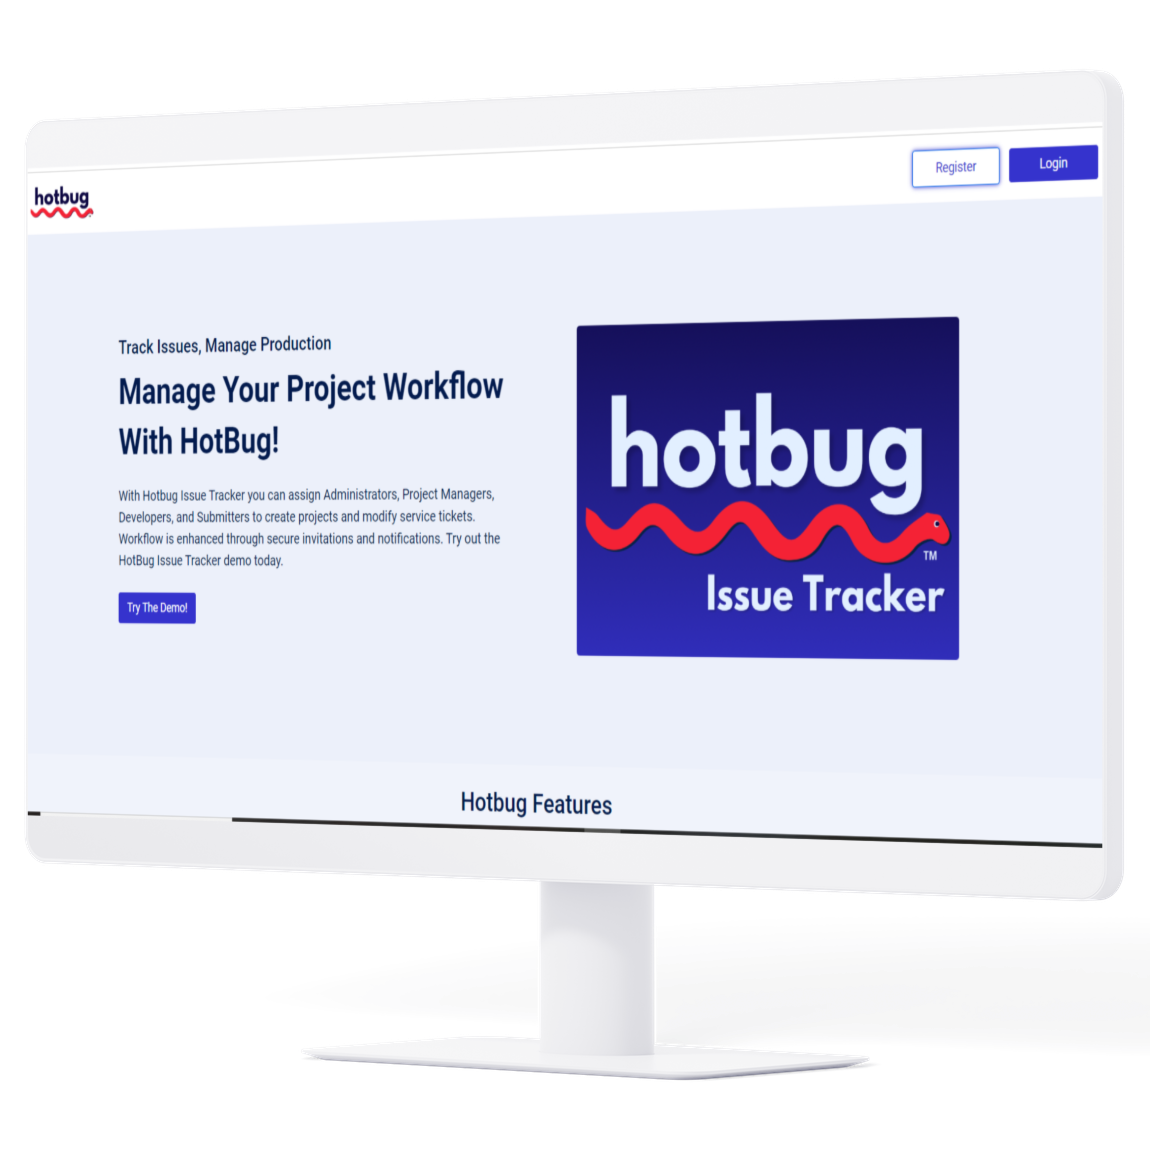 hotbug
Register
Login
Track Issues, Manage Production
Manage Your Project Workflow
With HotBug!
With Hotbug Issue Tracker you can assign Administrators, Project Managers,
Developers, and Submitters to create projects and modify service tickets.
Workflow is enhanced through secure invitations and notifications. Try out the
HotBug Issue Tracker demo today.
Try The Demo!
hotbug
TM
Issue Tracker
Hotbug Features